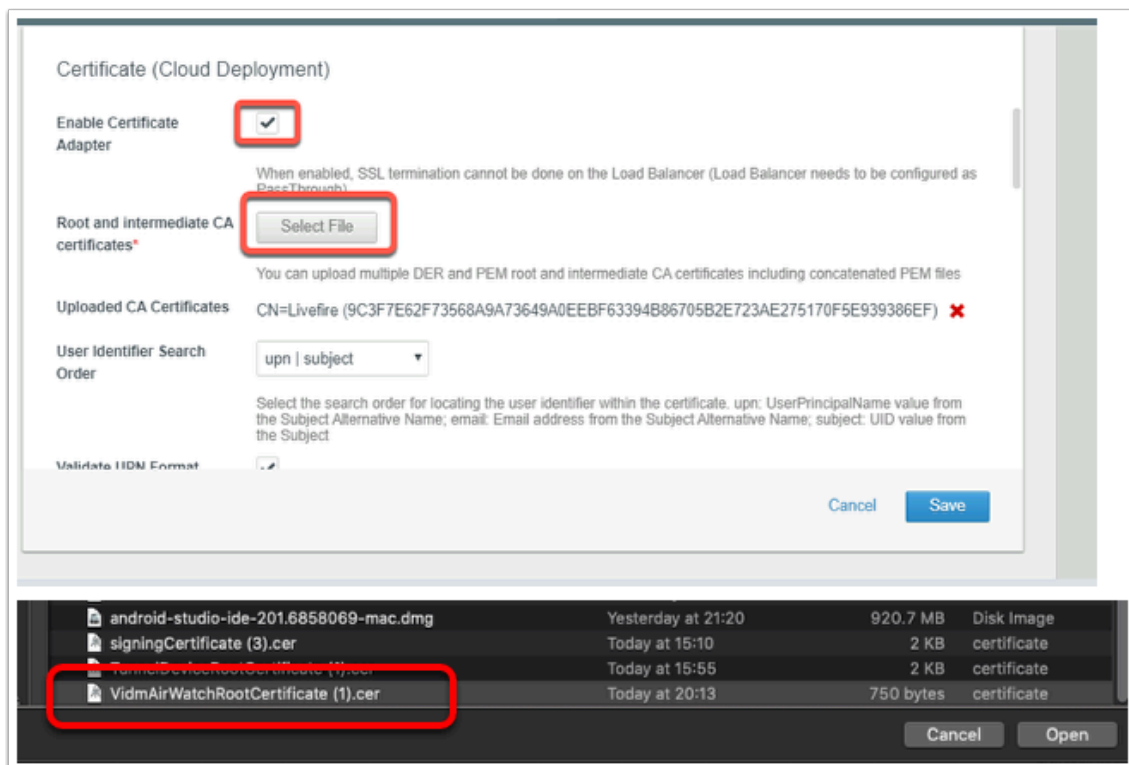 Certificate (Cloud Deployment)
Enable Certificate
Adapter
When enabled, SSL termination cannot be done on the Load Balancer (Load Balancer needs to be configured as
PassThrough)
Root and intermediate CA
certificates*
Select File
You can upload multiple DER and PEM root and intermediate CA certificates including concatenated PEM files
Uploaded CA Certificates
CN=Livefire (9C3F7E62F73568A9A73649A0EEBF63394B86705B2E723AE275170F5E939386EF)
User Identifier Search
Order
upn | subject
Select the search order for locating the user identifier within the certificate. upn: UserPrincipalName value from
the Subject Alternative Name; email: Email address from the Subject Alternative Name; subject: UID value from
the Subject
Validate UPN Format
Cancel Save
android-studio-ide-201.6858069-mac.dmg Yesterday at 21:20 920.7 MB Disk Image
signingCertificate (3).cer Today at 15:10 2 KB certificate
TunnelDeviceRootCertificate (1).cer Today at 15:55 2 KB certificate
VidmAirWatchRootCertificate (1).cer Today at 20:13 750 bytes certificate
Cancel Open